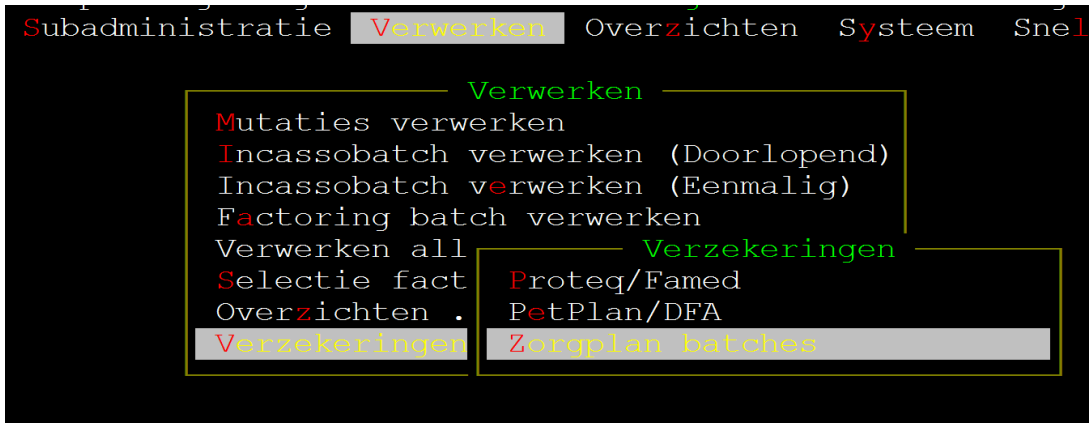 Subadministratie Verwerken Overzichten Systeem Snel
Verwerken
Mutaties verwerken
Incassobatch verwerken (Doorlopend)
Incassobatch verwerken (Eenmalig)
Factoring batch verwerken
Verwerken all
Selectie fact
Overzichten .
Verzekeringen
Verzekeringen
Proteq/Famed
PetPlan/DFA
Zorgplan batches